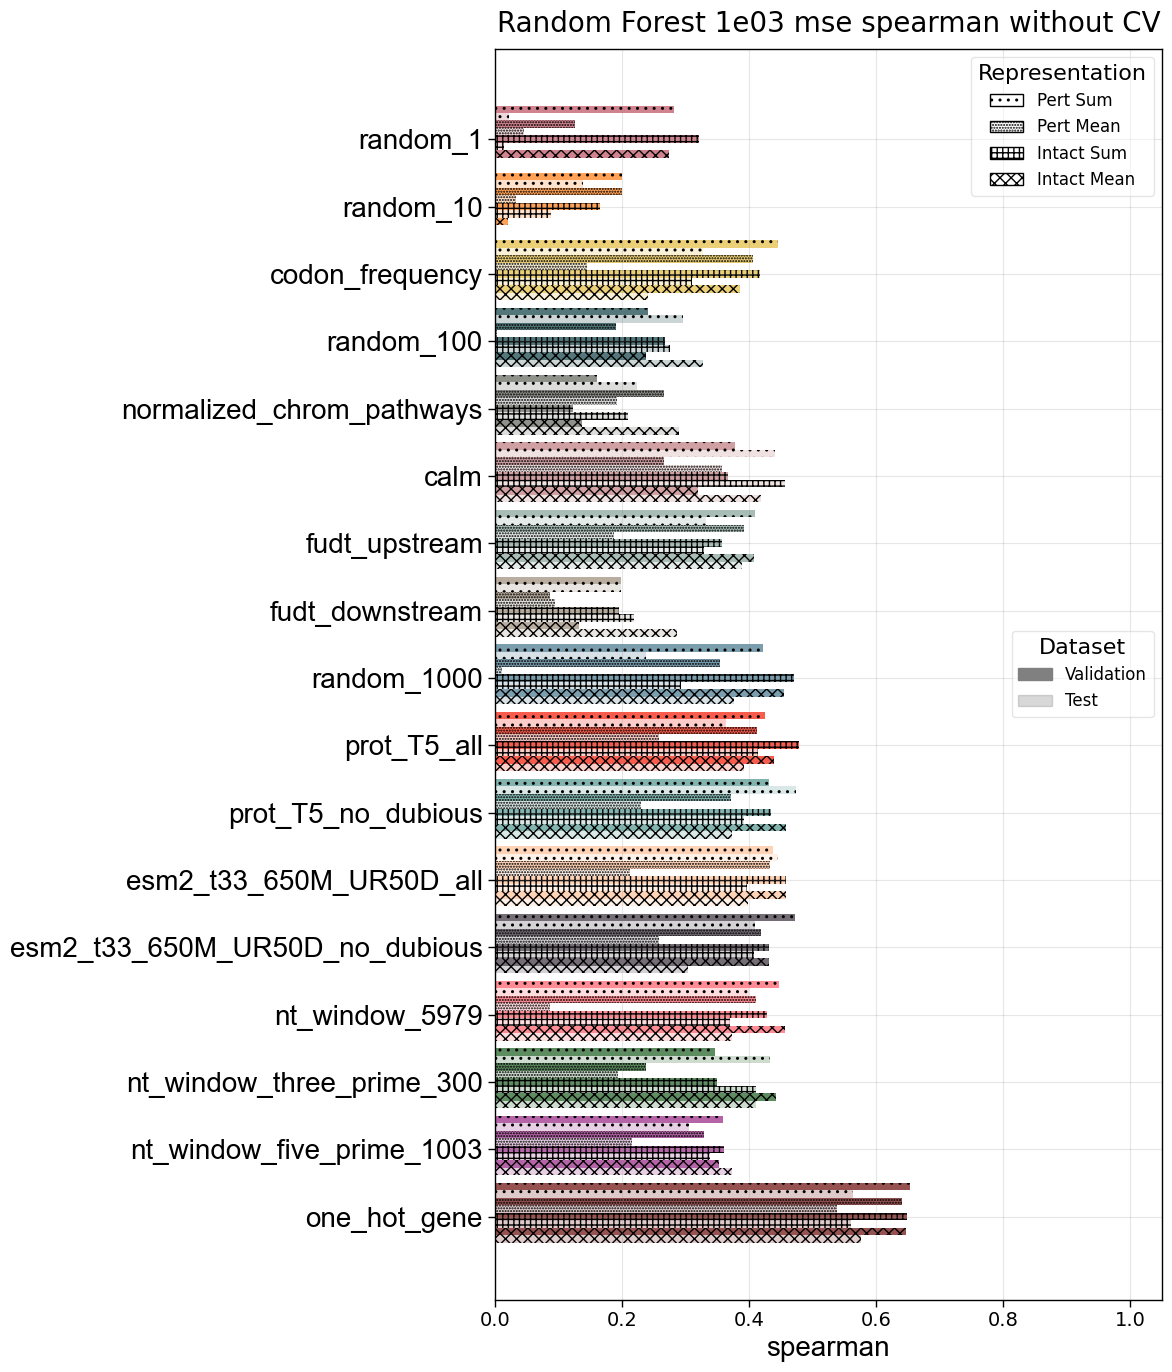 Random Forest 1e03 mse spearman without CV
Representation
Pert Sum
Pert Mean
Intact Sum
Intact Mean
random_1
random_10
codon_frequency
random_100
normalized_chrom_pathways
calm
fudt_upstream
fudt_downstream
random_1000
Dataset
Validation
Test
prot_T5_all
prot_T5_no_dubious
esm2_t33_650M_UR50D_all
esm2_t33_650M_UR50D_no_dubious
nt_window_5979
nt_window_three_prime_300
nt_window_five_prime_1003
one_hot_gene
0.0 0.2 0.4 0.6 0.8 1.0
spearman